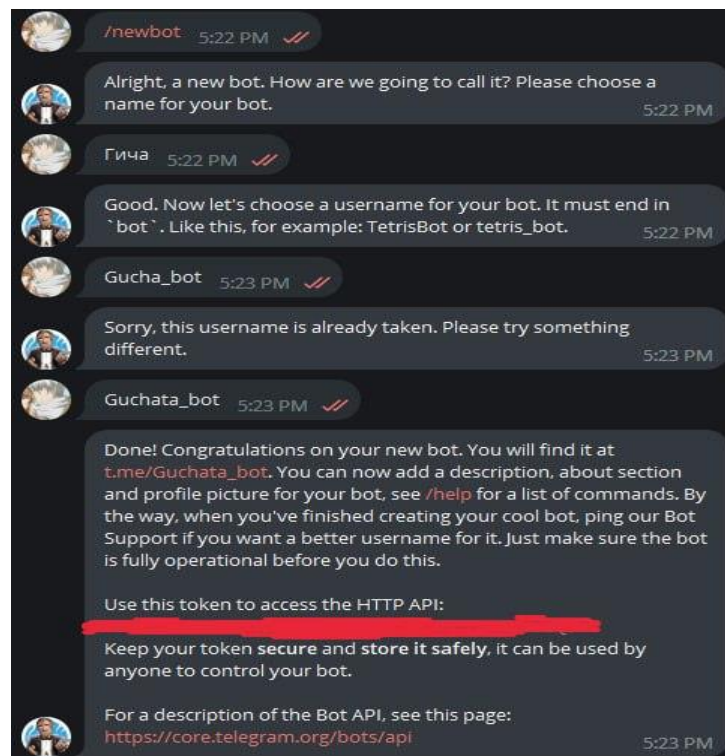 /newbot 5:22 PM
Alright, a new bot. How are we going to call it? Please choose a
name for your bot.
5:22 PM
Гича 5:22 PM
Good. Now let's choose a username for your bot. It must end in
`bot`. Like this, for example: TetrisBot or tetris_bot.
5:22 PM
Gucha_bot 5:23 PM
Sorry, this username is already taken. Please try something
different.
5:23 PM
Guchata_bot 5:23 PM
Done! Congratulations on your new bot. You will find it at
t.me/Guchata_bot. You can now add a description, about section
and profile picture for your bot, see /help for a list of commands. By
the way, when you've finished creating your cool bot, ping our Bot
Support if you want a better username for it. Just make sure the bot
is fully operational before you do this.
Use this token to access the HTTP API:
Keep your token secure and store it safely, it can be used by
anyone to control your bot.
For a description of the Bot API, see this page:
https://core.telegram.org/bots/api
5:23 PM